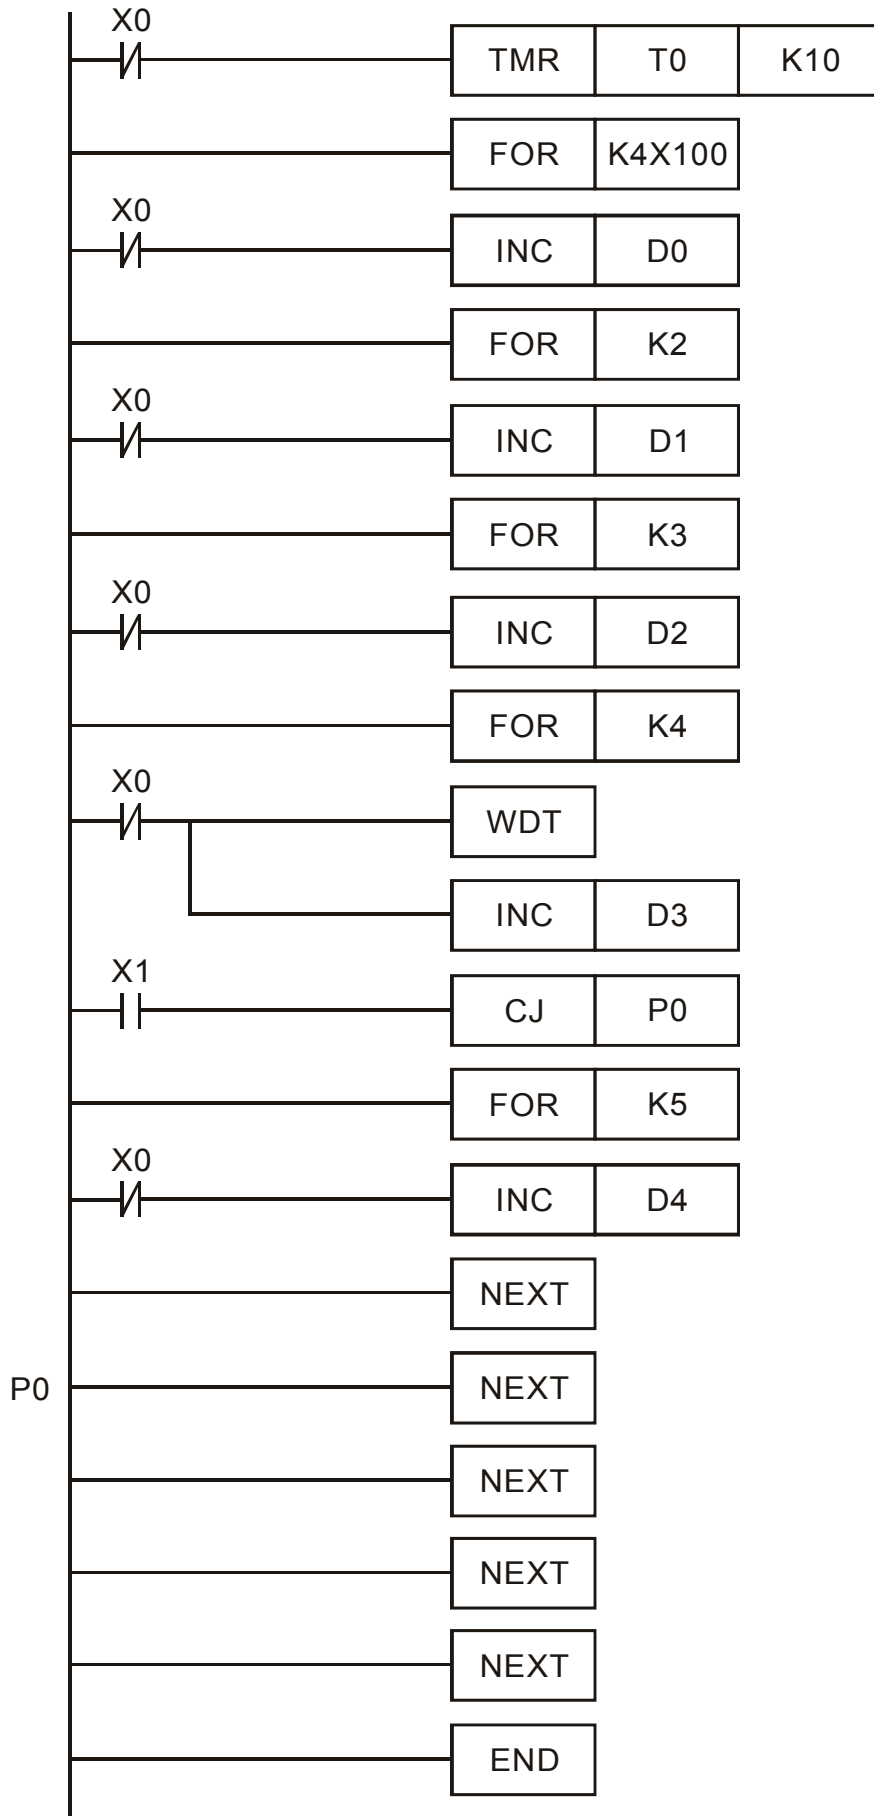 X0
TMR T0 K10
FOR K4X100
X0
INC D0
FOR K2
X0
INC D1
FOR K3
X0
INC D2
FOR K4
X0
WDT
INC D3
X1
CJ P0
FOR K5
X0
INC D4
NEXT
P0 NEXT
NEXT
NEXT
NEXT
END